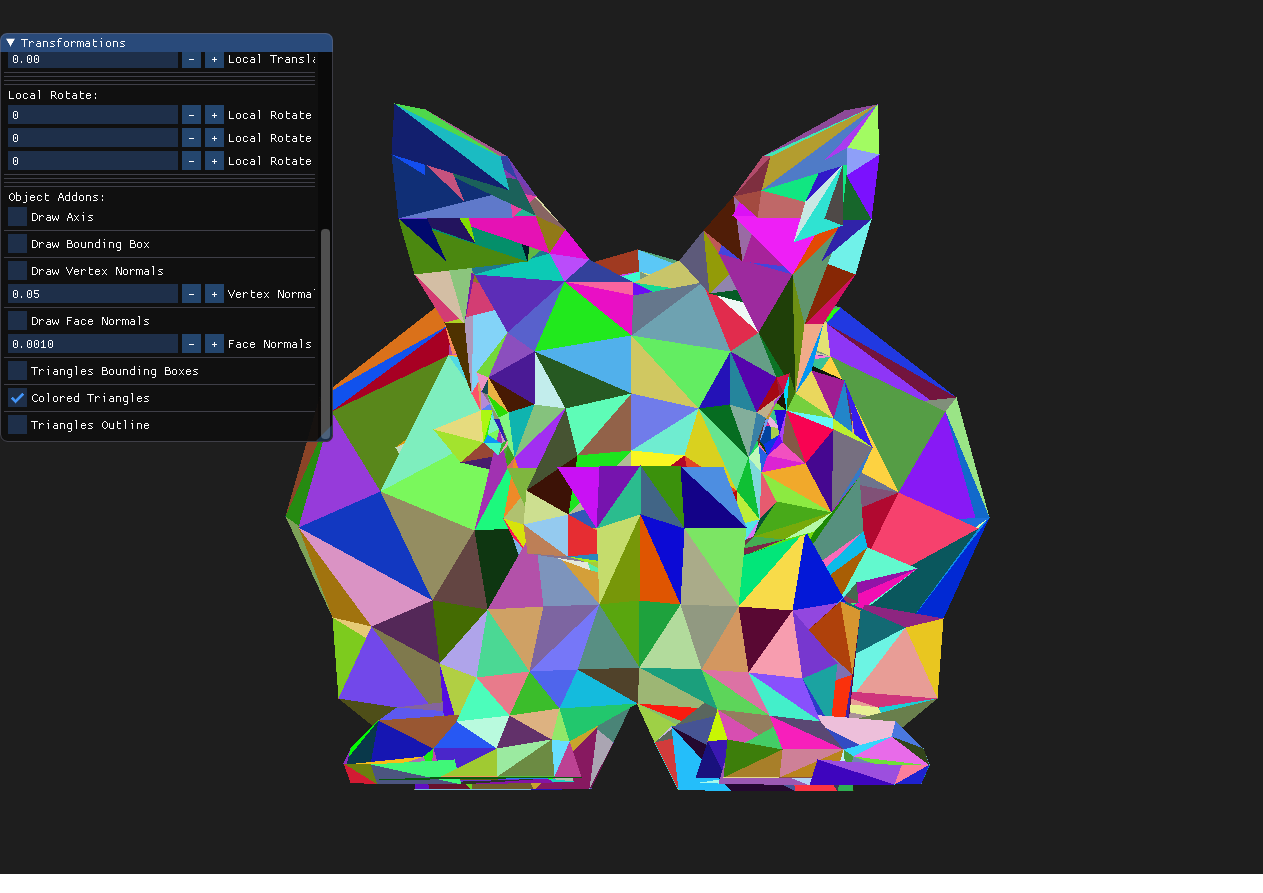 Transformations
0.00 - + Local Transla
Local Rotate:
0 - + Local Rotate
0 - + Local Rotate
0 - + Local Rotate
Object Addons:
Draw Axis
Draw Bounding Box
Draw Vertex Normals
0.05 - + Vertex Norma
Draw Face Normals
0.0010 - + Face Normals
Triangles Bounding Boxes
Colored Triangles
Triangles Outline